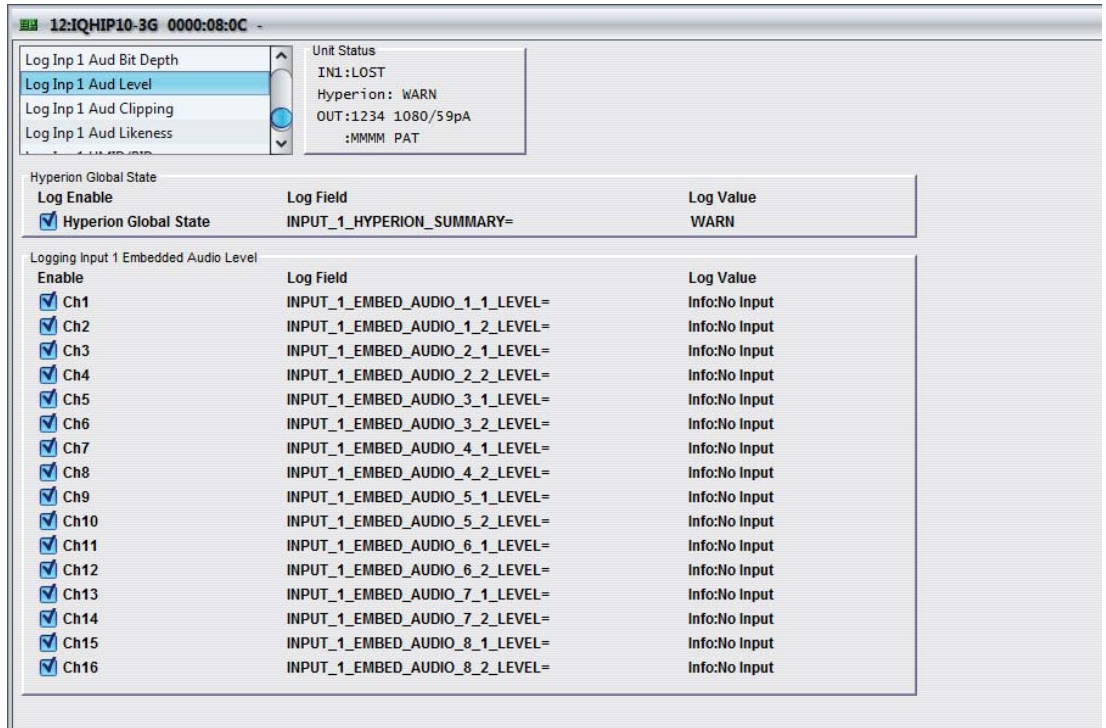 12:IQHIP10-3G 0000:08:0C -
Log Inp 1 Aud Bit Depth
Log Inp 1 Aud Level
Log Inp 1 Aud Clipping
Log Inp 1 Aud Likeness
Unit Status
IN1:LOST
Hyperion: WARN
OUT:1234 1080/59pA
:MMMM PAT
Hyperion Global State
Log Enable Log Field Log Value
Hyperion Global State INPUT_1_HYPERION_SUMMARY= WARN
Logging Input 1 Embedded Audio Level
Enable Log Field Log Value
Ch1 INPUT_1_EMBED_AUDIO_1_1_LEVEL= Info:No Input
Ch2 INPUT_1_EMBED_AUDIO_1_2_LEVEL= Info:No Input
Ch3 INPUT_1_EMBED_AUDIO_2_1_LEVEL= Info:No Input
Ch4 INPUT_1_EMBED_AUDIO_2_2_LEVEL= Info:No Input
Ch5 INPUT_1_EMBED_AUDIO_3_1_LEVEL= Info:No Input
Ch6 INPUT_1_EMBED_AUDIO_3_2_LEVEL= Info:No Input
Ch7 INPUT_1_EMBED_AUDIO_4_1_LEVEL= Info:No Input
Ch8 INPUT_1_EMBED_AUDIO_4_2_LEVEL= Info:No Input
Ch9 INPUT_1_EMBED_AUDIO_5_1_LEVEL= Info:No Input
Ch10 INPUT_1_EMBED_AUDIO_5_2_LEVEL= Info:No Input
Ch11 INPUT_1_EMBED_AUDIO_6_1_LEVEL= Info:No Input
Ch12 INPUT_1_EMBED_AUDIO_6_2_LEVEL= Info:No Input
Ch13 INPUT_1_EMBED_AUDIO_7_1_LEVEL= Info:No Input
Ch14 INPUT_1_EMBED_AUDIO_7_2_LEVEL= Info:No Input
Ch15 INPUT_1_EMBED_AUDIO_8_1_LEVEL= Info:No Input
Ch16 INPUT_1_EMBED_AUDIO_8_2_LEVEL= Info:No Input